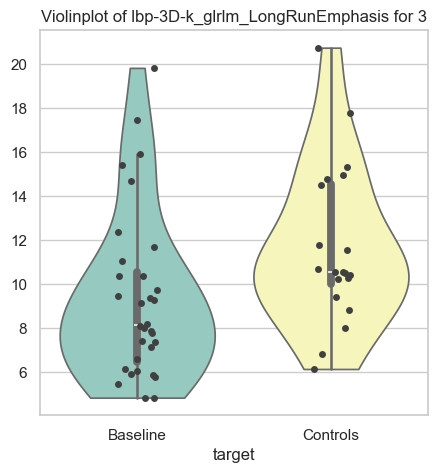 Violinplot of lbp-3D-k_glrlm_LongRunEmphasis for 3
20
18
16
14
12
10
8
6
Baseline
Controls
target